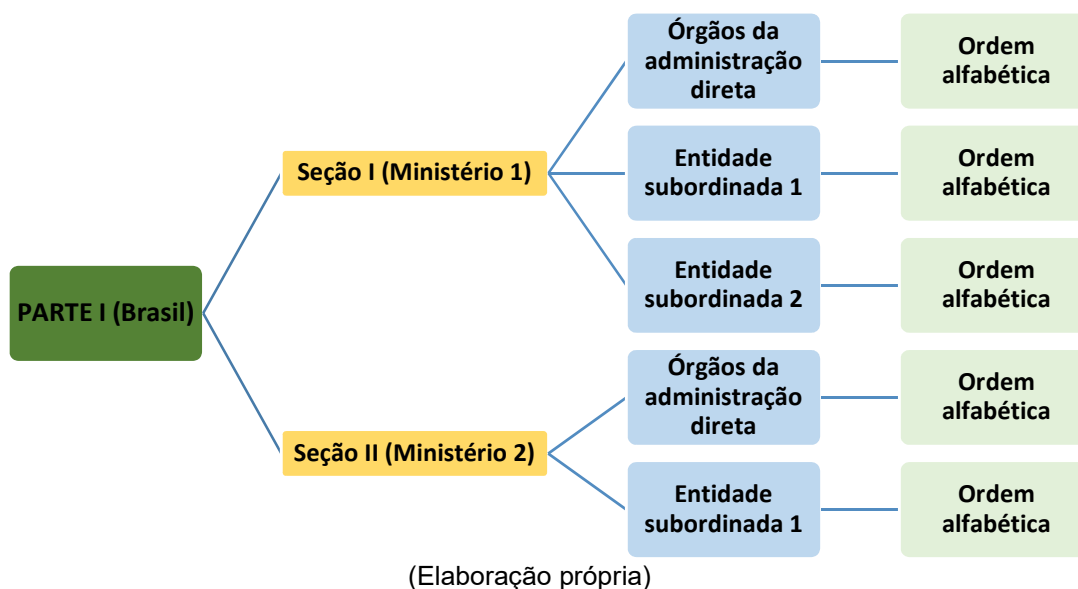 PARTE I (Brasil)
Seção I (Ministério 1)
Órgãos da
administração
direta
Ordem
alfabética
Entidade
subordinada 1
Ordem
alfabética
Entidade
subordinada 2
Ordem
alfabética
Seção II (Ministério 2)
Órgãos da
administração
direta
Ordem
alfabética
Entidade
subordinada 1
Ordem
alfabética
(Elaboração própria)